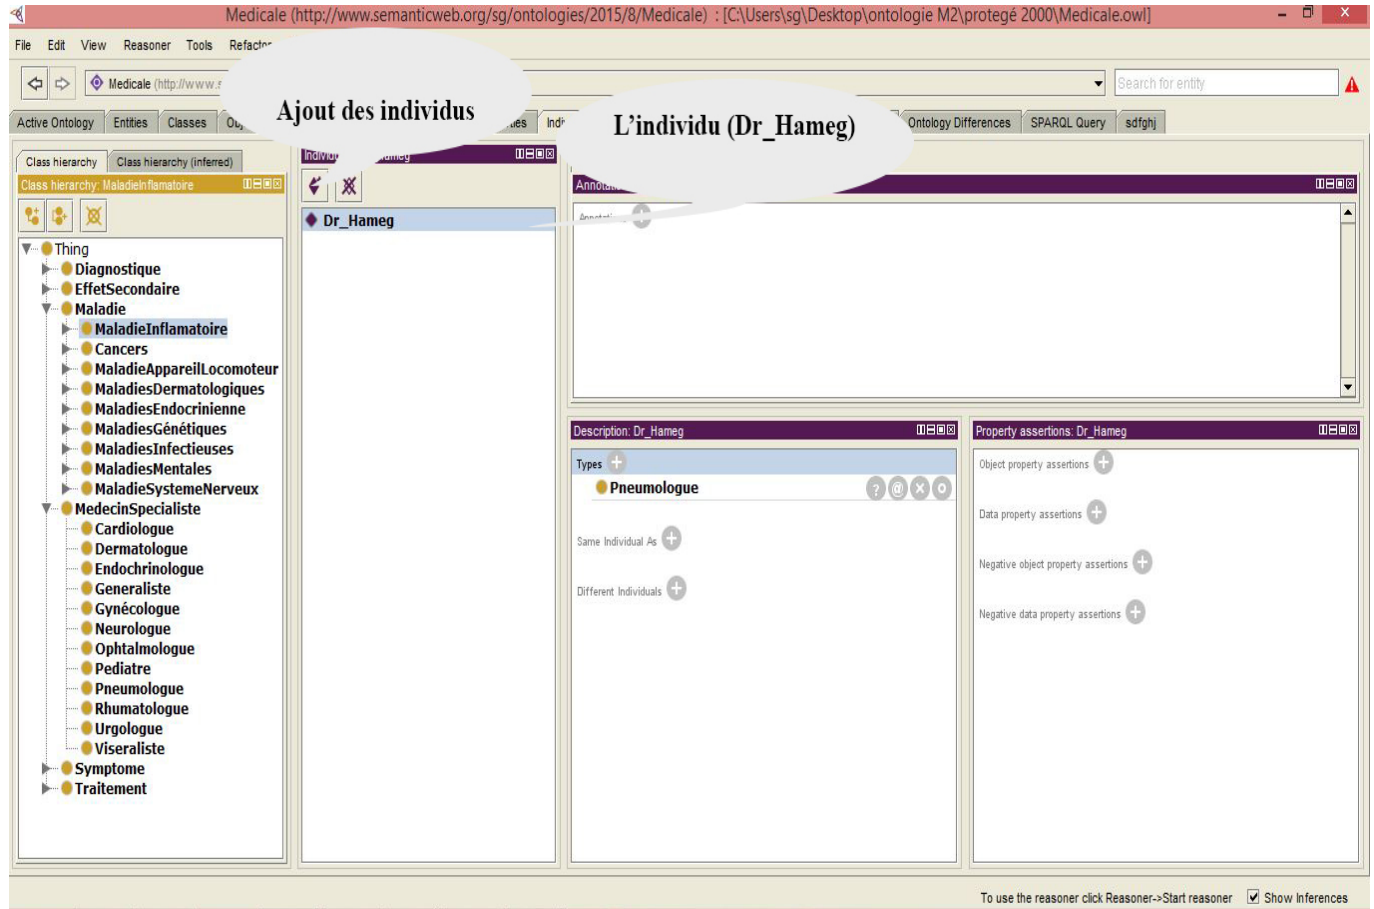 Medicale (http://www.semanticweb.org/sg/ontologies/2015/8/Medicale) : [C:\Users\sg\Desktop\ontologie M2\protegé 2000\Medicale.owl]
File Edit View Reasoner Tools Refactor
Medicale (http://www.s
Search for entity
Ajout des individus
L'individu (Dr_Hameg)
Active Ontology Entities Classes Ontology Differences SPARQL Query sdfghj
Class hierarchy Class hierarchy (inferred)
Class hierarchy: MaladieInflamatoire
Dr_Hameg
Thing
Diagnostique
EffetSecondaire
Maladie
MaladieInflamatoire
Cancers
MaladieAppareilLocomoteur
MaladiesDermatologiques
MaladiesEndocrinienne
MaladiesGénétiques
MaladiesInfectieuses
MaladiesMentales
MaladieSystemeNerveux
MedecinSpecialiste
Cardiologue
Dermatologue
Endochrinologue
Generaliste
Gynécologue
Neurologue
Ophtalmologue
Pediatre
Pneumologue
Rhumatologue
Urgologue
Viseraliste
Symptome
Traitement
Description: Dr_Hameg
Types
Pneumologue
Same Individual As
Different Individuals
Property assertions: Dr_Hameg
Object property assertions
Data property assertions
Negative object property assertions
Negative data property assertions
To use the reasoner click Reasoner->Start reasoner Show Inferences